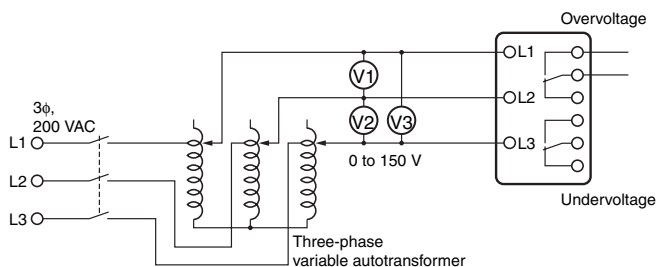 Overvoltage
L1
V1
L2
3ϕ,
200 VAC
V2
V3
L1
L3
0 to 150 V
L2
Undervoltage
L3
Three-phase
variable autotransformer